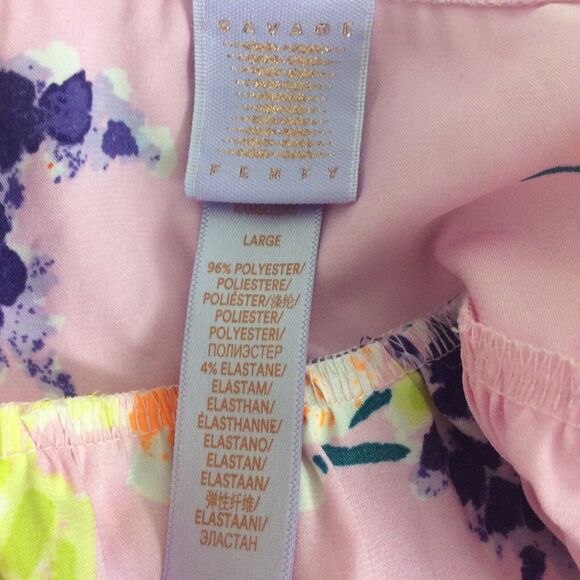 SAVAGE
FENTY
LARGE
96% POLYESTER/
POLIESTERE/
POLIÉSTER/涤纶/
POLIESTER/
POLYESTERI/
ПОЛИЭСТЕР
4% ELASTANE/
ELASTAM/
ELASTHAN/
ÉLASTHANNE/
ELASTANO/
ELASTAN/
ELASTAAN/
弹性纤维/
ELASTAANI/
ЭЛАСТАН